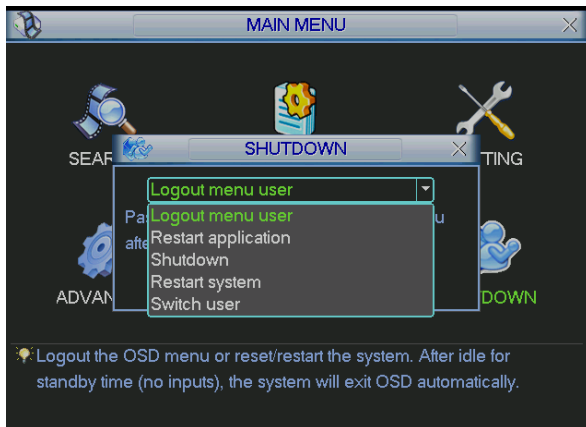 MAIN MENU
SHUTDOWN
SEAR
TING
Logout menu user
Logout menu user
Pa
u
Restart application
afte
Shutdown
Restart system
Switch user
ADVAN
DOWN
Logout the OSD menu or reset/restart the system. After idle for
standby time (no inputs), the system will exit OSD automatically.